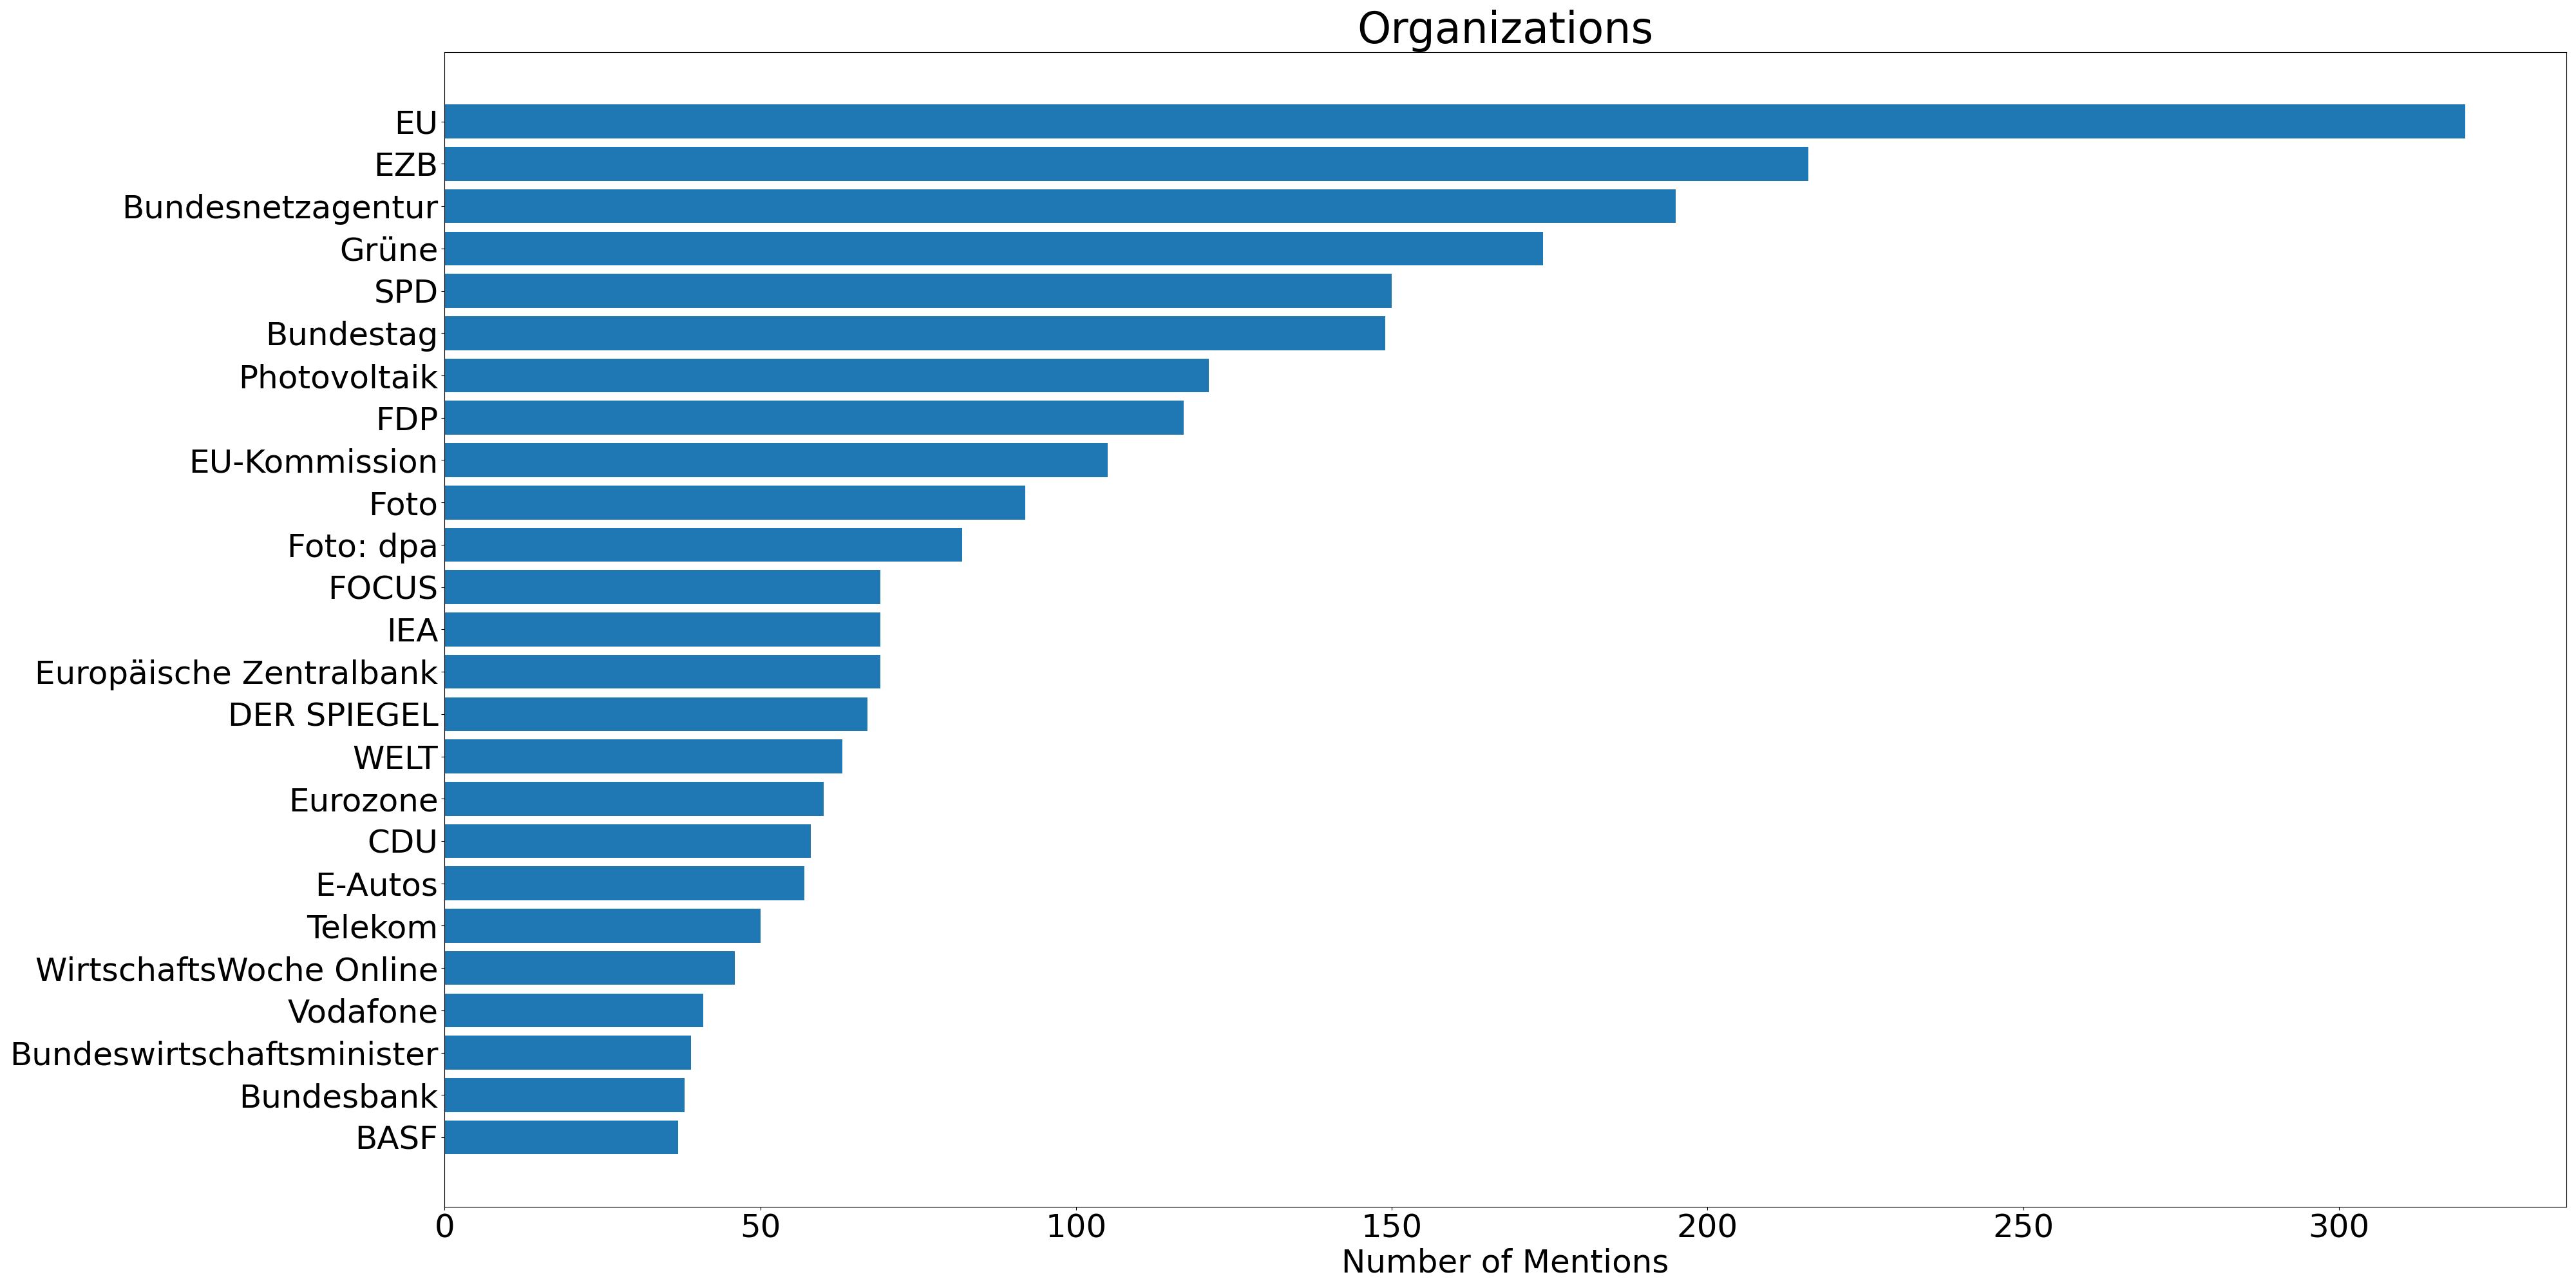 Organizations
EU
EZB
Bundesnetzagentur
Grüne
SPD
Bundestag
Photovoltaik
FDP
EU-Kommission
Foto
Foto: dpa
FOCUS
IEA
Europäische Zentralbank
DER SPIEGEL
WELT
Eurozone
CDU
E-Autos
Telekom
WirtschaftsWoche Online
Vodafone
Bundeswirtschaftsminister
Bundesbank
BASF
0 50 100 150 200 250 300
Number of Mentions